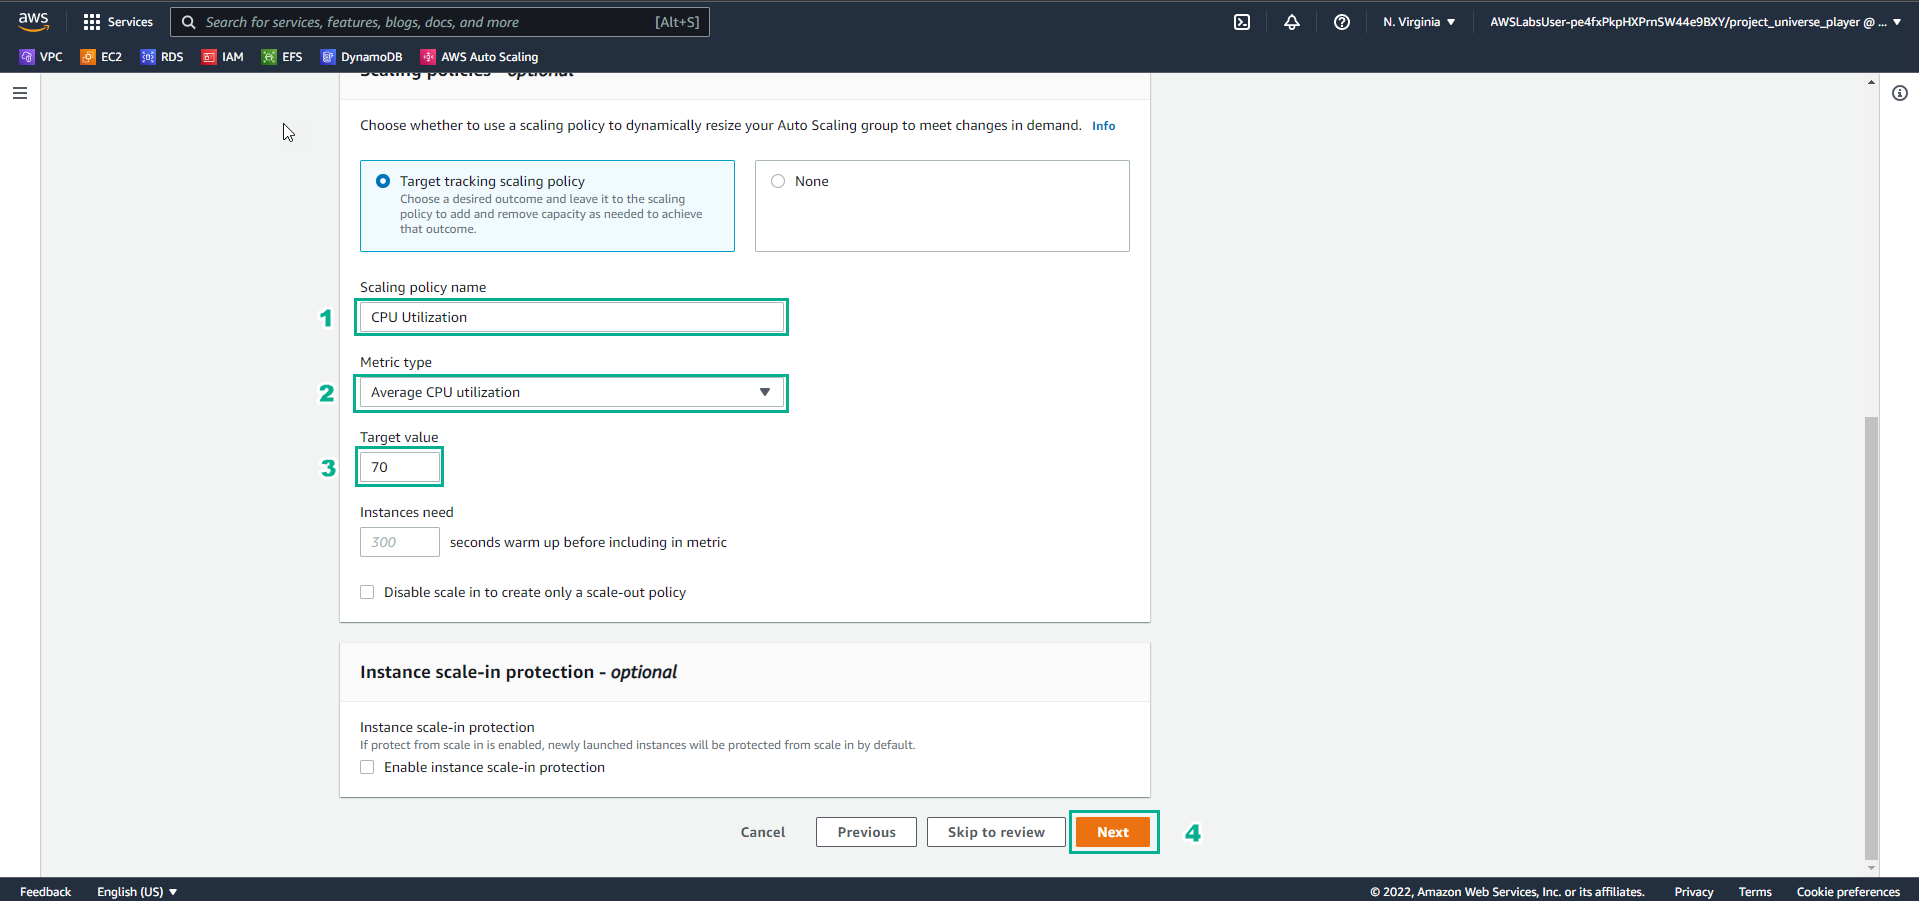 aws
Services
Search for services, features, blogs, docs, and more [Alt+S]
N. Virginia ▼
AWSLabsUser-pe4fxPkpHXPrnSW44e9BXY/project_universe_player @ ... ▼
VPC EC2 RDS IAM EFS DynamoDB AWS Auto Scaling
Scaling policies - optional
Choose whether to use a scaling policy to dynamically resize your Auto Scaling group to meet changes in demand. Info
Target tracking scaling policy
Choose a desired outcome and leave it to the scaling
policy to add and remove capacity as needed to achieve
that outcome.
None
Scaling policy name
1 CPU Utilization
Metric type
2 Average CPU utilization
Target value
3 70
Instances need
300 seconds warm up before including in metric
Disable scale in to create only a scale-out policy
Instance scale-in protection - optional
Instance scale-in protection
If protect from scale in is enabled, newly launched instances will be protected from scale in by default.
Enable instance scale-in protection
Cancel Previous Skip to review Next 4
Feedback English (US) ▼ © 2022, Amazon Web Services, Inc. or its affiliates. Privacy Terms Cookie preferences